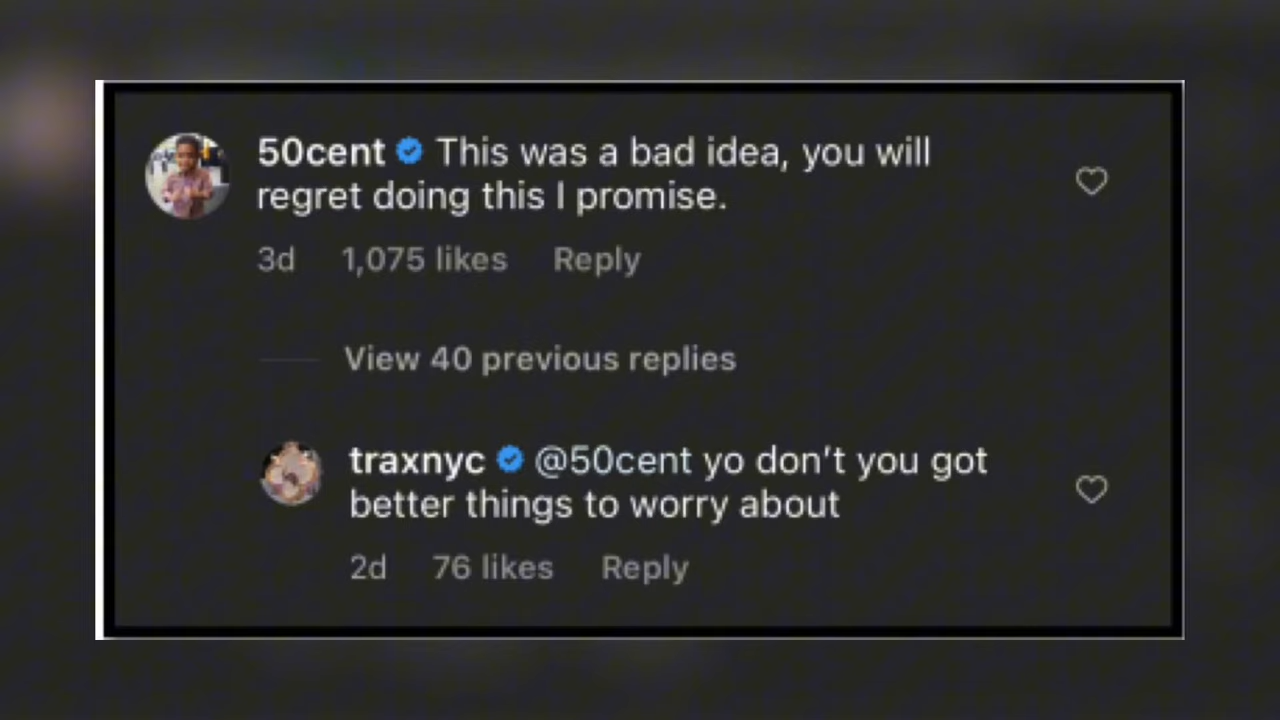 50cent This was a bad idea, you will
regret doing this I promise.
3d 1,075 likes Reply
View 40 previous replies
traxnyc @50cent yo don't you got
better things to worry about
2d 76 likes Reply